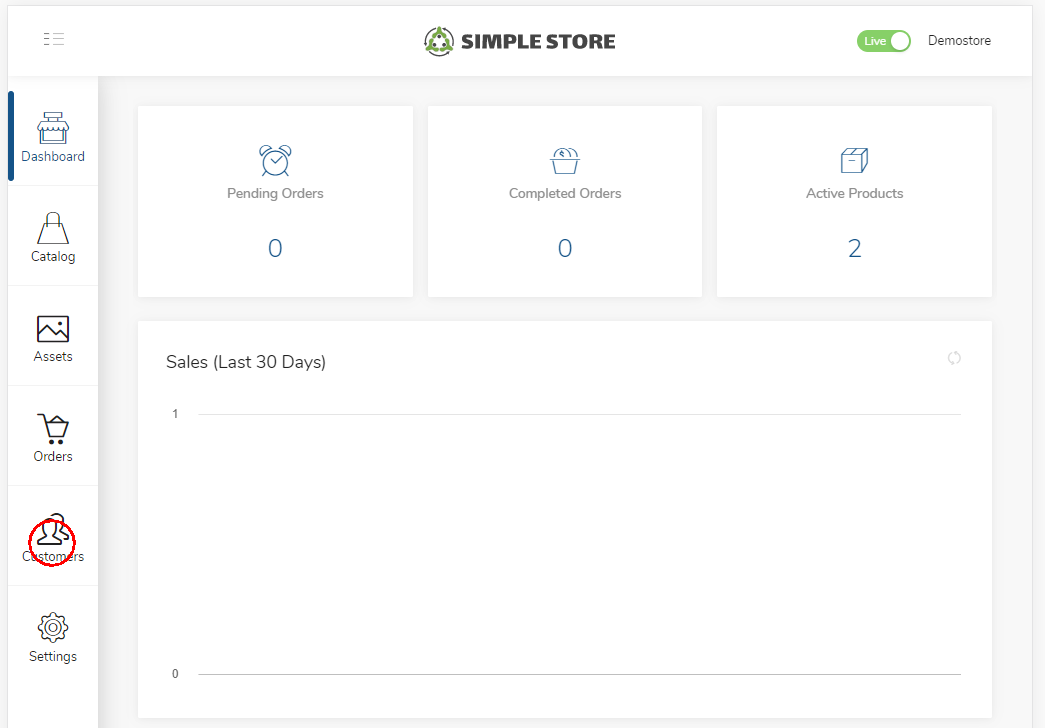 SIMPLE STORE
Live
Demostore
Dashboard
Catalog
Assets
Orders
Customers
Settings
Pending Orders
0
Completed Orders
0
Active Products
2
Sales (Last 30 Days)
1
0